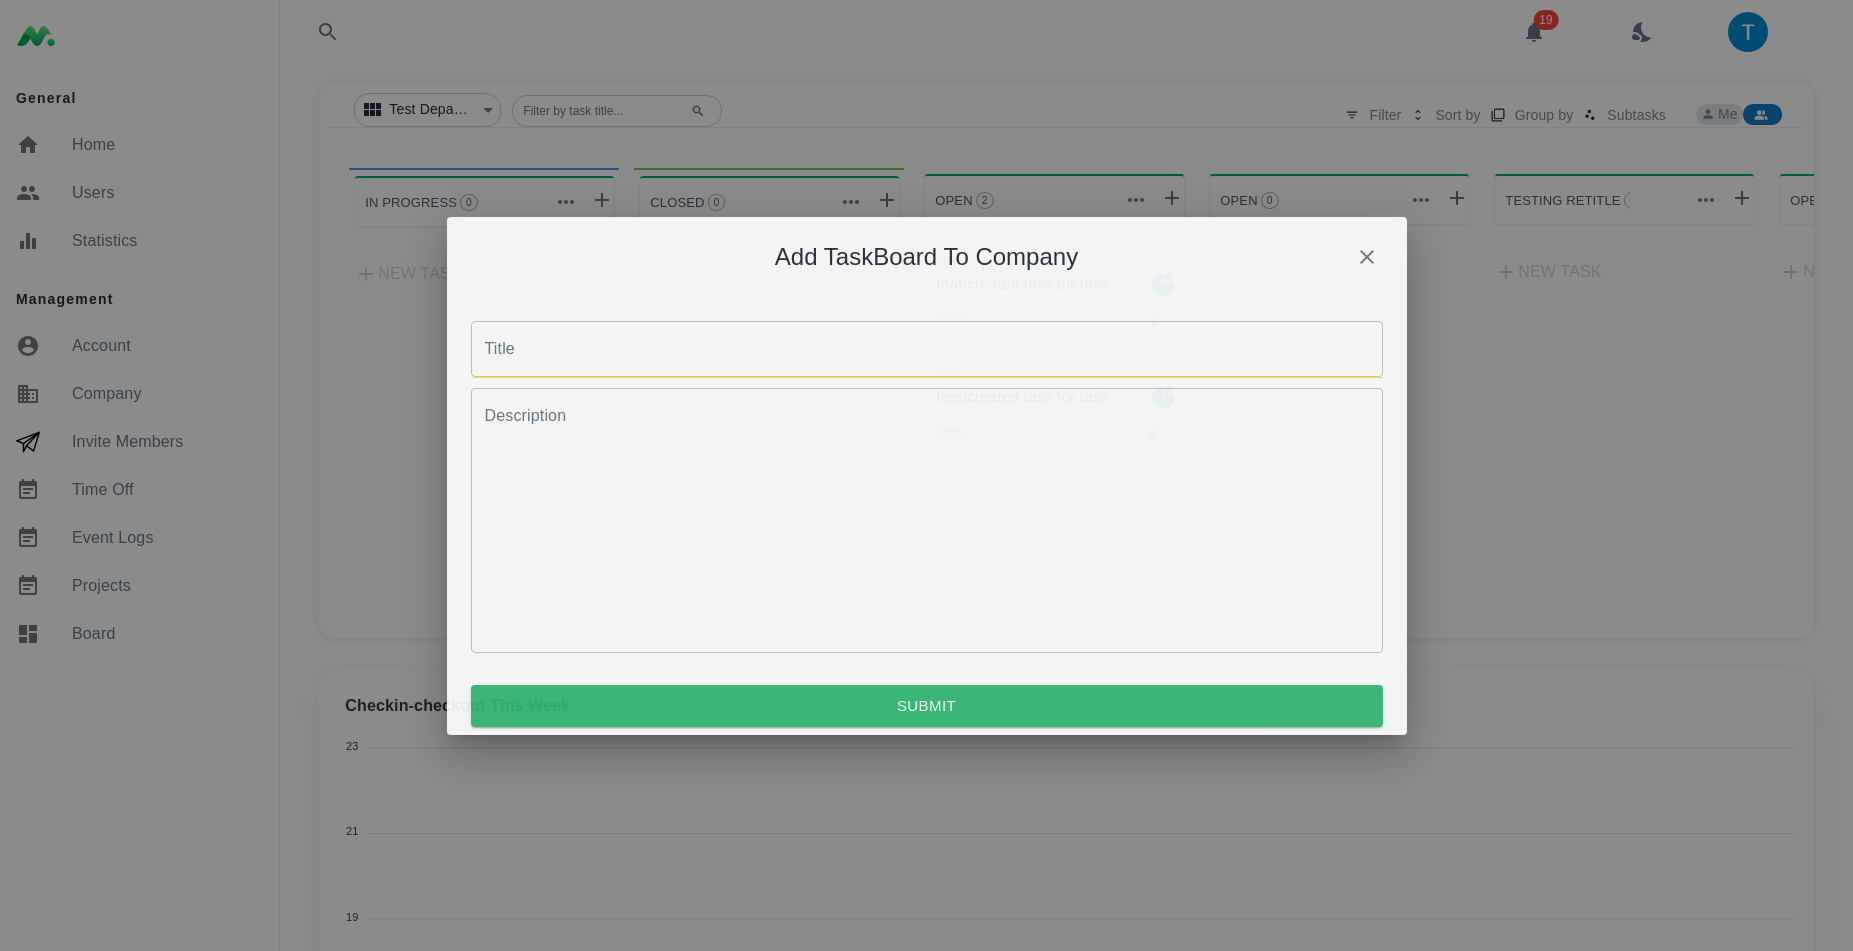 19
T
General
Home
Users
Statistics
Management
Account
Company
Invite Members
Time Off
Event Logs
Projects
Board
Test Depa...
Filter by task title...
Filter
Sort by
Group by
Subtasks
Me
IN PROGRESS 0
CLOSED 0
OPEN 2
OPEN 0
TESTING RETITLE
OPE
NEW TAS
NEW TASK
N
Add TaskBoard To Company
feat/created task for task
Title
Team
feat/created task for task
Description
SUBMIT
Checkin-checkout This Week
23
21
19